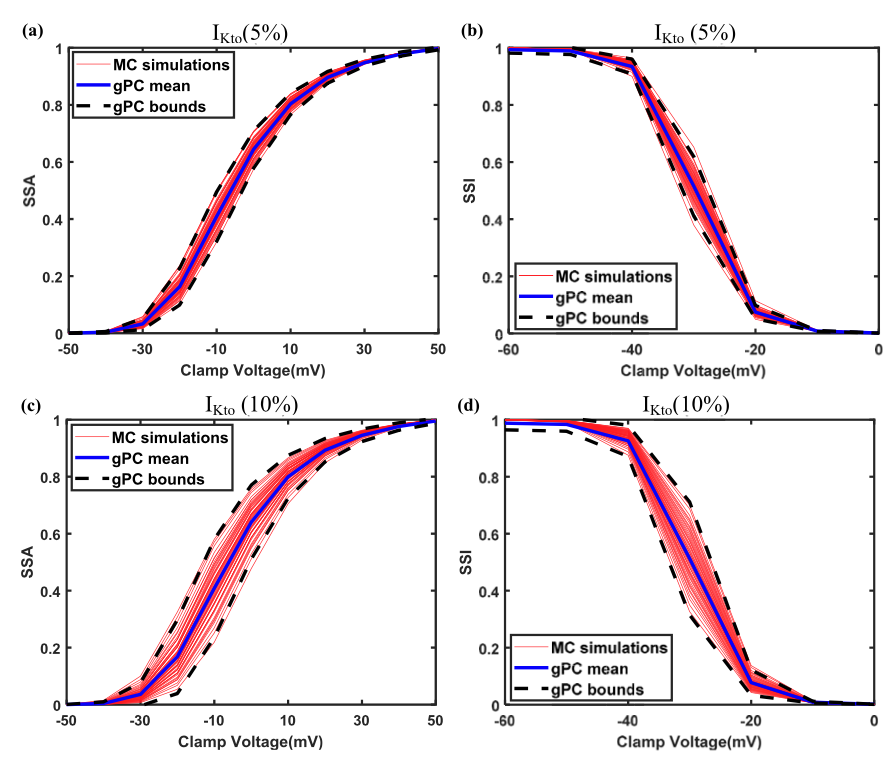 (a)
I_Kto(5%)
MC simulations
gPC mean
gPC bounds
SSA
1
0.8
0.6
0.4
0.2
0
-50 -30 -10 10 30 50
Clamp Voltage(mV)
(b)
I_Kto (5%)
SSI
1
0.8
0.6
0.4
0.2
0
MC simulations
gPC mean
gPC bounds
-60 -40 -20 0
Clamp Voltage(mV)
(c)
I_Kto (10%)
MC simulations
gPC mean
gPC bounds
SSA
1
0.8
0.6
0.4
0.2
0
-50 -30 -10 10 30 50
Clamp Voltage(mV)
(d)
I_Kto(10%)
SSI
1
0.8
0.6
0.4
0.2
0
MC simulations
gPC mean
gPC bounds
-60 -40 -20 0
Clamp Voltage(mV)